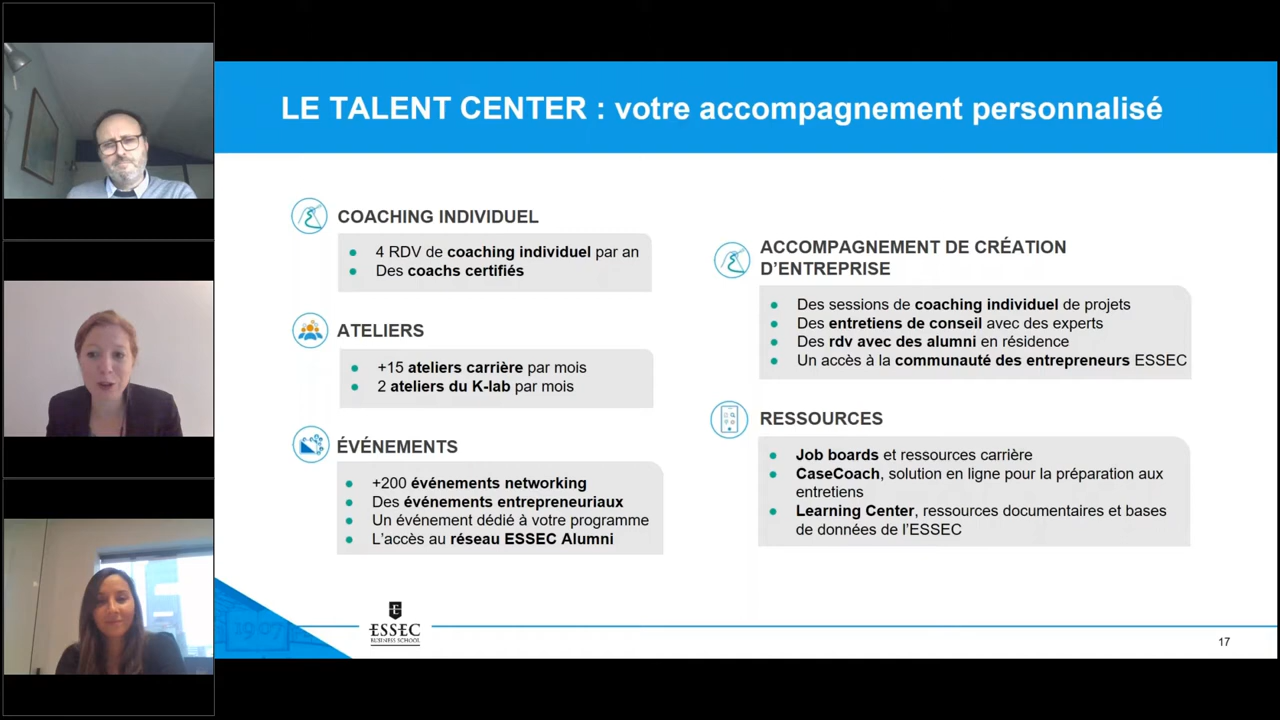 LE TALENT CENTER : votre accompagnement personnalisé
COACHING INDIVIDUEL
4 RDV de coaching individuel par an
Des coachs certifiés
ATELIERS
+15 ateliers carrière par mois
2 ateliers du K-lab par mois
ÉVÉNEMENTS
+200 événements networking
Des événements entrepreneuriaux
Un événement dédié à votre programme
L'accès au réseau ESSEC Alumni
ACCOMPAGNEMENT DE CRÉATION
D'ENTREPRISE
Des sessions de coaching individuel de projets
Des entretiens de conseil avec des experts
Des rdv avec des alumni en résidence
Un accès à la communauté des entrepreneurs ESSEC
RESSOURCES
Job boards et ressources carrière
CaseCoach, solution en ligne pour la préparation aux
entretiens
Learning Center, ressources documentaires et bases
de données de l'ESSEC
1907
ESSEC
BUSINESS SCHOOL
17